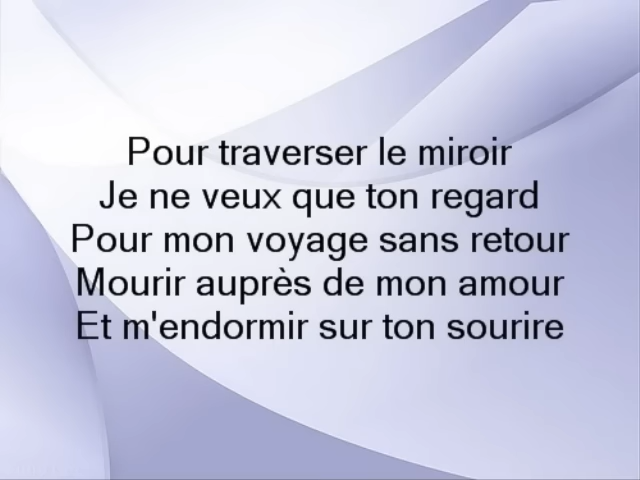 Pour traverser le miroir
Je ne veux que ton regard
Pour mon voyage sans retour
Mourir auprès de mon amour
Et m'endormir sur ton sourire